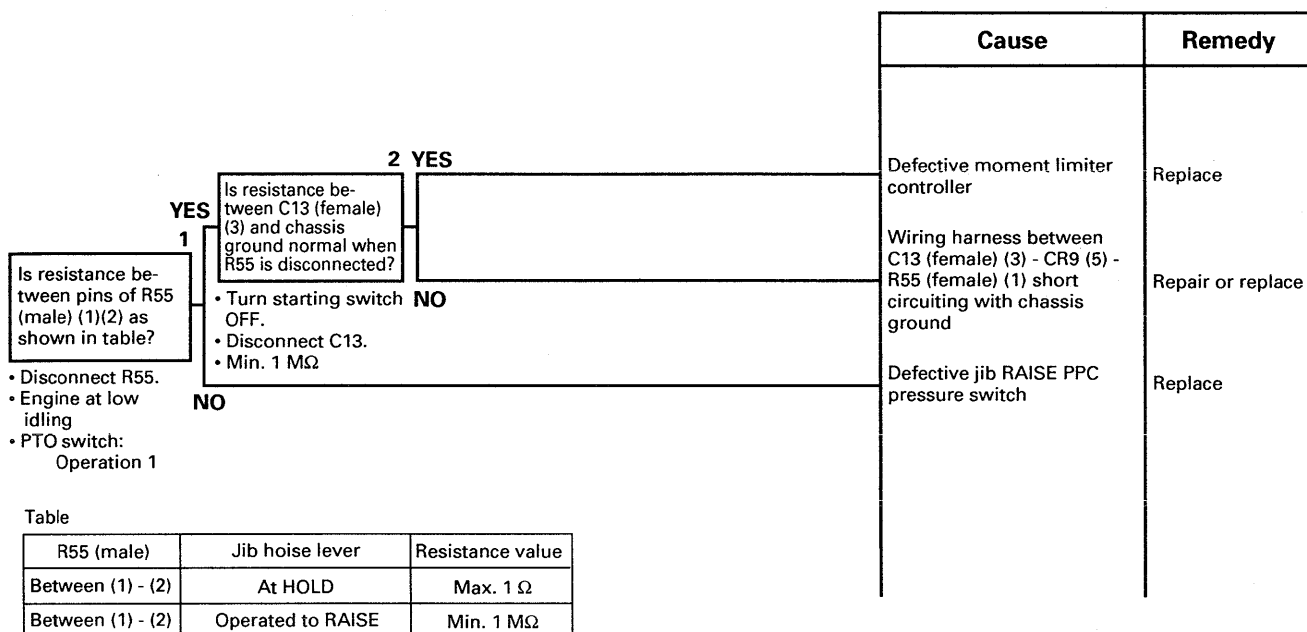 Cause Remedy
2 YES
Is resistance be-
tween C13 (female)
(3) and chassis
ground normal when
R55 is disconnected?
Defective moment limiter
controller
Replace
YES
1
Is resistance be-
tween pins of R55
(male) (1)(2) as
shown in table?
NO
• Turn starting switch
OFF.
• Disconnect C13.
• Min. 1 MΩ
Wiring harness between
C13 (female) (3) - CR9 (5) -
R55 (female) (1) short
circuiting with chassis
ground
Repair or replace
• Disconnect R55.
• Engine at low
idling
• PTO switch:
Operation 1
NO
Defective jib RAISE PPC
pressure switch
Replace
Table
R55 (male) Jib hoise lever Resistance value
Between (1) - (2) At HOLD Max. 1 Ω
Between (1) - (2) Operated to RAISE Min. 1 MΩ